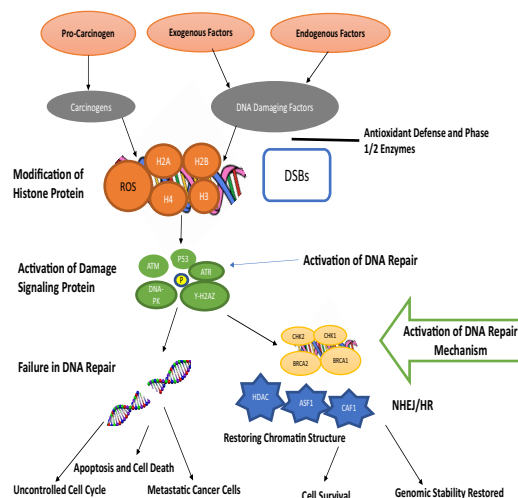 Pro-Carcinogen
Exogenous Factors
Endogenous Factors
Carcinogens
DNA Damaging Factors
Antioxidant Defense and Phase
1/2 Enzymes
Modification of
Histone Protein
ROS
H2A
H2B
H4
H3
DSBs
Activation of Damage
Signaling Protein
ATM
P53
ATR
P
DNA-
PK
Y-H2AZ
Activation of DNA Repair
Activation of DNA Repair
Mechanism
CHK2
CHK1
BRCA2
BRCA1
Failure in DNA Repair
HDAC
ASF1
CAF1
NHEJ/HR
Restoring Chromatin Structure
Apoptosis and Cell Death
Uncontrolled Cell Cycle
Metastatic Cancer Cells
Cell Survival
Genomic Stability Restored